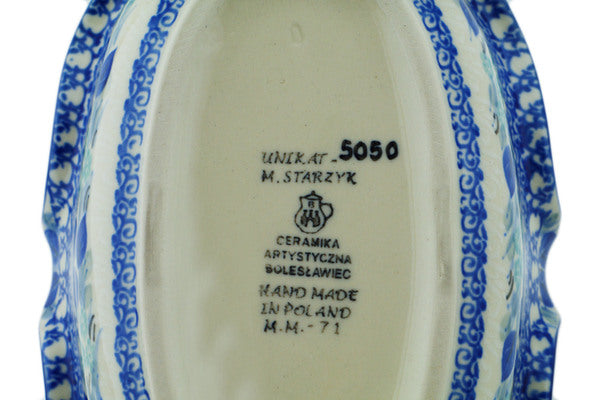 UNIKAT-5050
M. STARZYK
CERAMIKA
ARTYSTYCZNA
BOLESŁAWIEC
HAND MADE
IN POLAND
M.M.-71